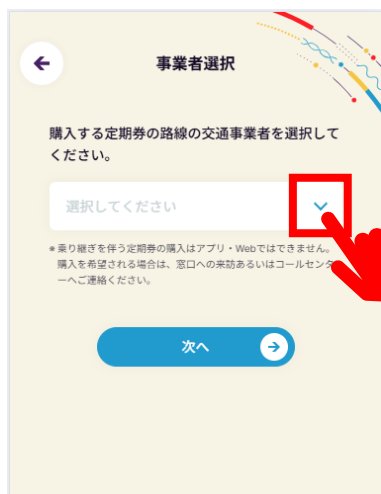 事業者選択
購入する定期券の路線の交通事業者を選択して
ください。
選択してください
※乗り継ぎを伴う定期券の購入はアプリ・Webではできません。
購入を希望される場合は、窓口への来訪あるいはコールセンタ
ーへご連絡ください。
次へ